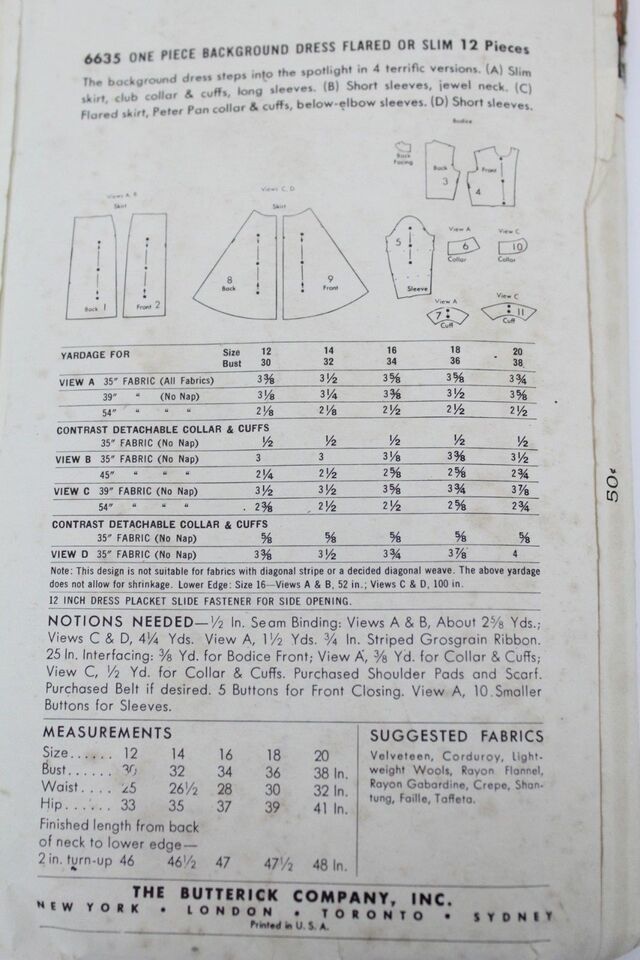 6635 ONE PIECE BACKGROUND DRESS FLARED OR SLIM 12 Pieces
The background dress steps into the spotlight in 4 terrific versions. (A) Slim
skirt, club collar & cuffs, long sleeves. (B) Short sleeves, jewel neck. (C)
Flared skirt, Peter Pan collar & cuffs, below-elbow sleeves. (D) Short sleeves.
Bodice
Back Facing
Back 3
Front 4
Views A, B
Skirt
Back 1
Front 2
Views C, D
Skirt
8 Back
9 Front
5 Sleeve
View A
6
Collar
View C
10
Collar
View A
7
Cuff
View C
11
Cuff
YARDAGE FOR Size 12 14 16 18 20
Bust 30 32 34 36 38
VIEW A 35" FABRIC (All Fabrics) 3⅜ 3½ 3⅝ 3⅝ 3¾
39" " (No Nap) 3⅛ 3¼ 3⅜ 3½ 3⅝
54" " " " 2⅛ 2⅛ 2½ 2½ 2½
CONTRAST DETACHABLE COLLAR & CUFFS
35" FABRIC (No Nap) ½ ½ ½ ½ ½
VIEW B 35" FABRIC (No Nap) 3 3 3⅛ 3⅜ 3½
45" " " " 2¼ 2½ 2⅝ 2⅝ 2¾
VIEW C 39" FABRIC (No Nap) 3½ 3½ 3⅝ 3¾ 3⅞
54" " " " 2⅜ 2½ 2½ 2⅝ 2¾
CONTRAST DETACHABLE COLLAR & CUFFS
35" FABRIC (No Nap) ⅝ ⅝ ⅝ ⅝ ⅝
VIEW D 35" FABRIC (No Nap) 3⅜ 3½ 3¾ 3⅞ 4
Note: This design is not suitable for fabrics with diagonal stripe or a decided diagonal weave. The above yardage
does not allow for shrinkage. Lower Edge: Size 16—Views A & B, 52 in.; Views C & D, 100 in.
12 INCH DRESS PLACKET SLIDE FASTENER FOR SIDE OPENING.
NOTIONS NEEDED—½ In. Seam Binding: Views A & B, About 2⅝ Yds.;
Views C & D, 4¼ Yds. View A, 1½ Yds. ¾ In. Striped Grosgrain Ribbon.
25 In. Interfacing: ⅜ Yd. for Bodice Front; View A, ⅜ Yd. for Collar & Cuffs;
View C, ½ Yd. for Collar & Cuffs. Purchased Shoulder Pads and Scarf.
Purchased Belt if desired. 5 Buttons for Front Closing. View A, 10 Smaller
Buttons for Sleeves.
MEASUREMENTS
Size...... 12 14 16 18 20
Bust...... 30 32 34 36 38 In.
Waist.... 25 26½ 28 30 32 In.
Hip....... 33 35 37 39 41 In.
Finished length from back
of neck to lower edge—
2 in. turn-up 46 46½ 47 47½ 48 In.
SUGGESTED FABRICS
Velveteen, Corduroy, Light-
weight Wools, Rayon Flannel,
Rayon Gabardine, Crepe, Shan-
tung, Faille, Taffeta.
THE BUTTERICK COMPANY, INC.
NEW YORK • LONDON • TORONTO • SYDNEY
Printed in U. S. A.
50¢